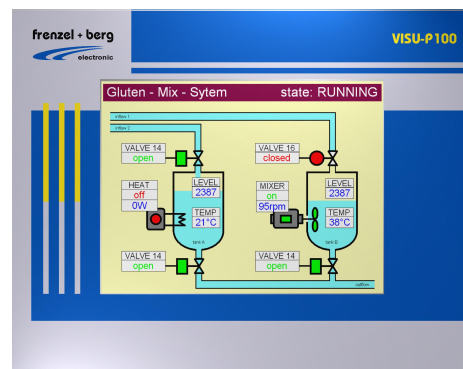 frenzel + berg
electronic
VISU-P100
Gluten - Mix - Sytem state: RUNNING
inflow 1
inflow 2
VALVE 14
open
VALVE 16
closed
HEAT
off
0W
LEVEL
2387
TEMP
21°C
tank A
MIXER
on
95rpm
LEVEL
2387
TEMP
38°C
tank B
VALVE 14
open
VALVE 14
open
outflow